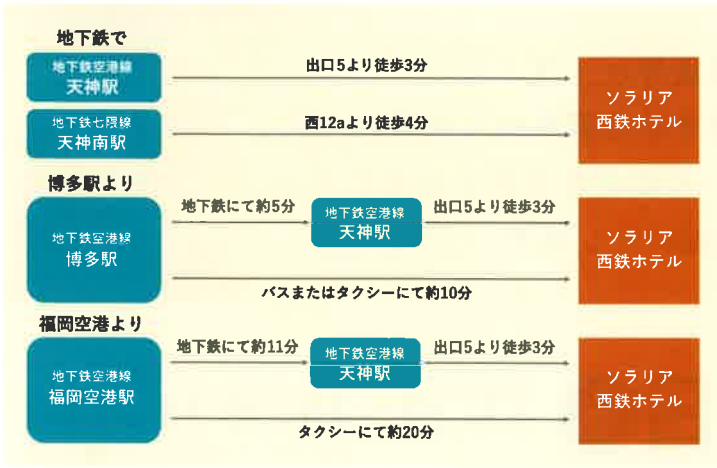 地下鉄で
地下鉄空港線
天神駅
出口5より徒歩3分
ソラリア
西鉄ホテル
地下鉄七隈線
天神南駅
西12aより徒歩4分
博多駅より
地下鉄空港線
博多駅
地下鉄にて約5分
地下鉄空港線
天神駅
出口5より徒歩3分
バスまたはタクシーにて約10分
ソラリア
西鉄ホテル
福岡空港より
地下鉄空港線
福岡空港駅
地下鉄にて約11分
地下鉄空港線
天神駅
出口5より徒歩3分
タクシーにて約20分
ソラリア
西鉄ホテル